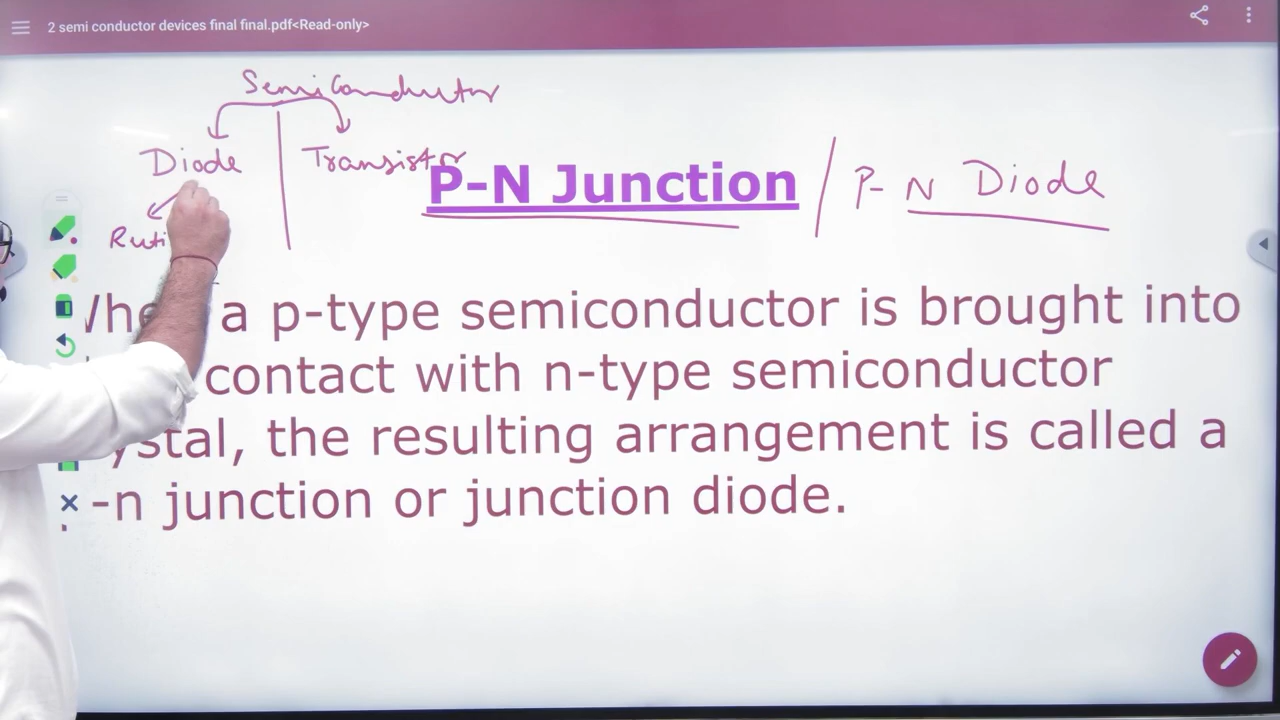 2 semi conductor devices final final.pdf<Read-only>
Semiconductor
Diode Transistor
P-N Junction / P-N Diode
a p-type semiconductor is brought into
contact with n-type semiconductor
the resulting arrangement is called a
-n junction or junction diode.